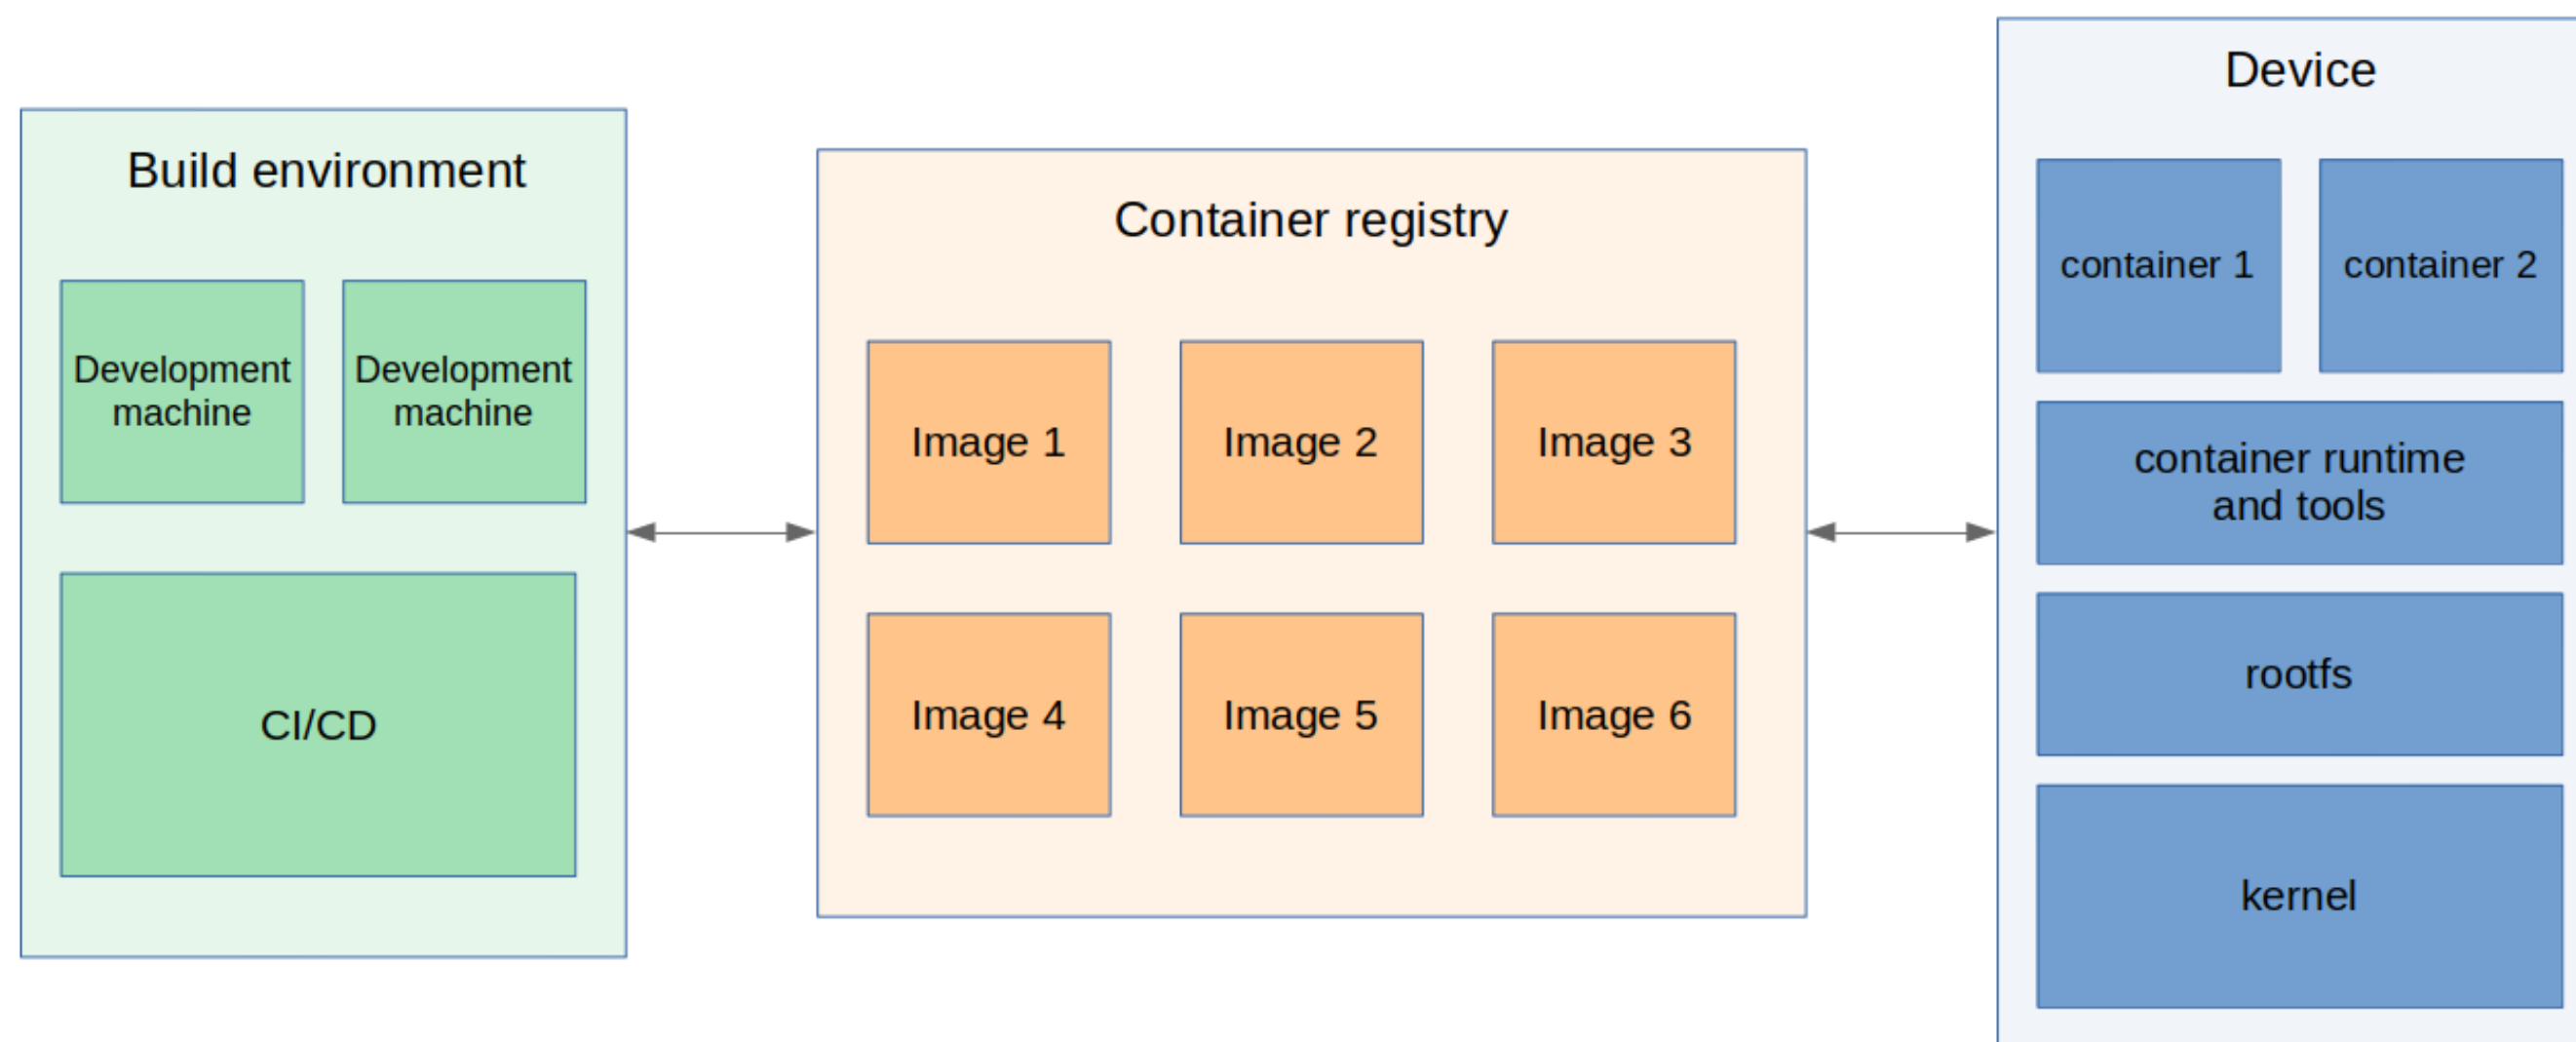 Build environment
Development
machine
Development
machine
CI/CD
Container registry
Image 1
Image 2
Image 3
Image 4
Image 5
Image 6
Device
container 1
container 2
container runtime
and tools
rootfs
kernel